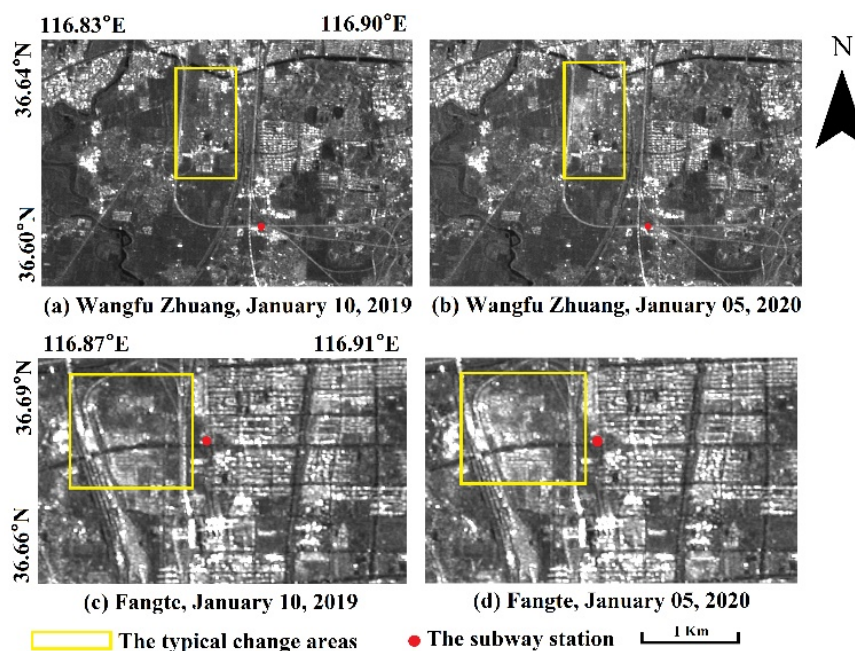 116.83°E 116.90°E
N
36.64°N
36.60°N
(a) Wangfu Zhuang, January 10, 2019 (b) Wangfu Zhuang, January 05, 2020
116.87°E 116.91°E
36.69°N
36.66°N
(c) Fangte, January 10, 2019 (d) Fangte, January 05, 2020
The typical change areas The subway station 1 Km